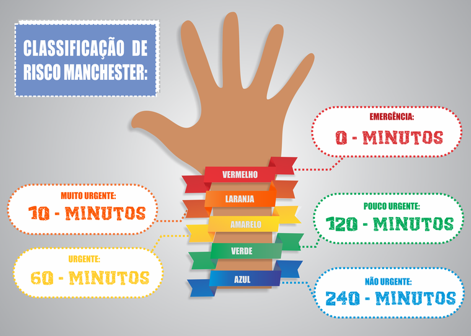 CLASSIFICAÇÃO DE
RISCO MANCHESTER:
EMERGÊNCIA:
0 - MINUTOS
VERMELHO
MUITO URGENTE:
10 - MINUTOS
LARANJA
POUCO URGENTE:
120 - MINUTOS
AMARELO
URGENTE:
60 - MINUTOS
VERDE
AZUL
NÃO URGENTE:
240 - MINUTOS